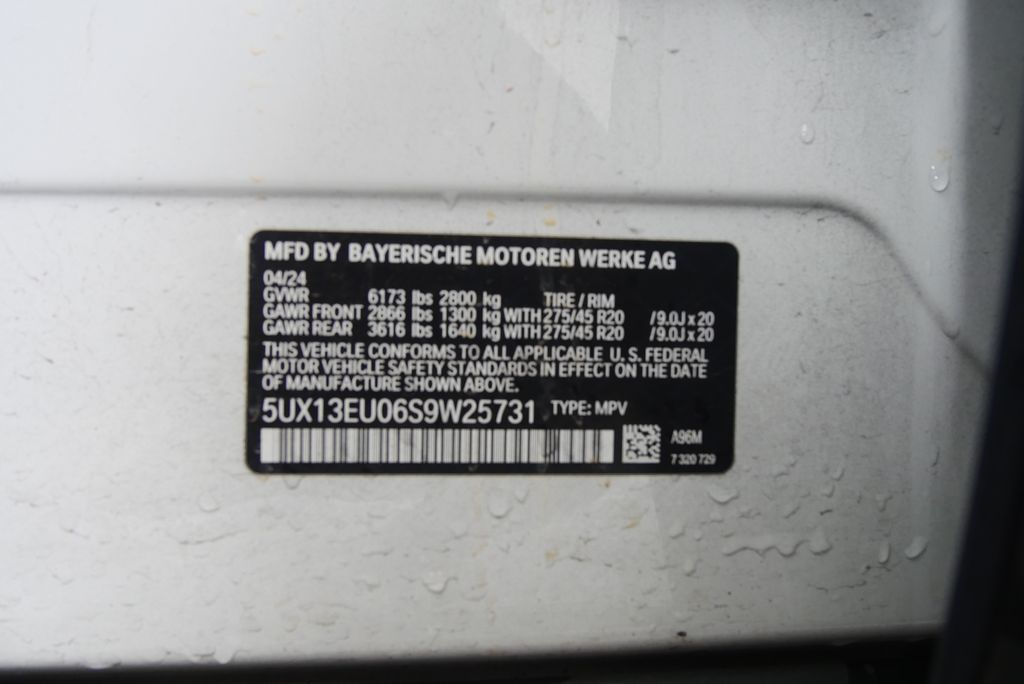 MFD BY BAYERISCHE MOTOREN WERKE AG
04/24
GVWR 6173 lbs 2800 kg TIRE / RIM
GAWR FRONT 2866 lbs 1300 kg WITH 275/45 R20 /9.0J x 20
GAWR REAR 3616 lbs 1640 kg WITH 275/45 R20 /9.0J x 20
THIS VEHICLE CONFORMS TO ALL APPLICABLE U. S. FEDERAL
MOTOR VEHICLE SAFETY STANDARDS IN EFFECT ON THE DATE
OF MANUFACTURE SHOWN ABOVE.
5UX13EU06S9W25731 TYPE: MPV
A96M
7 320 729